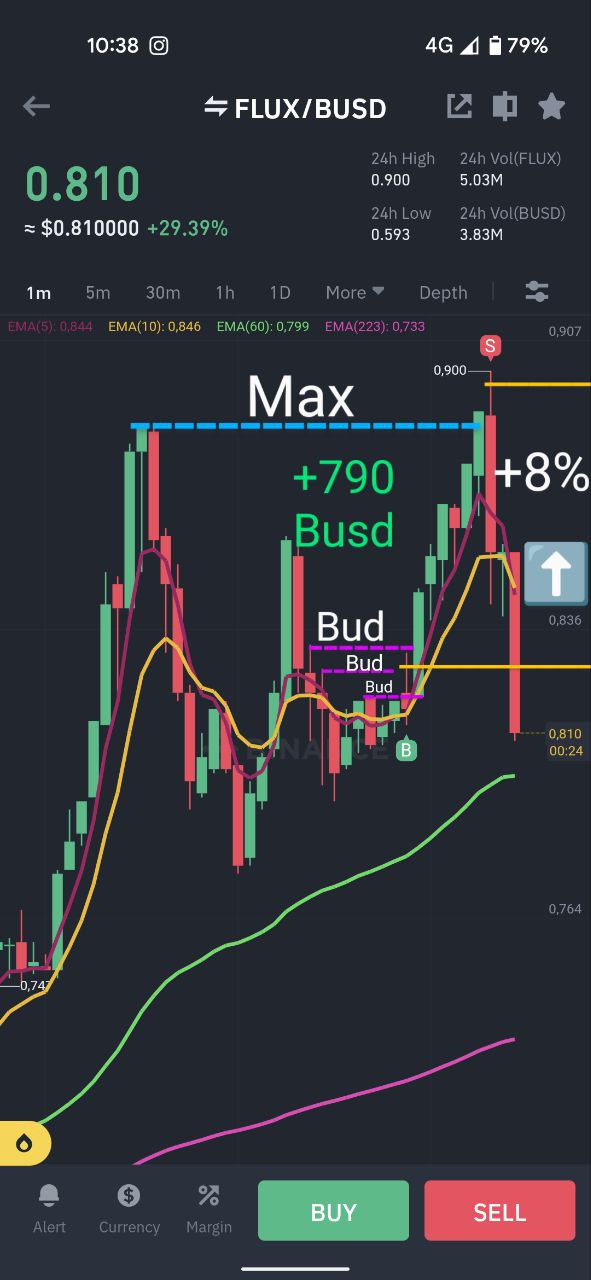 10:38 4G 79%
FLUX/BUSD
24h High 24h Vol(FLUX)
0.810 0.900 5.03M
24h Low 24h Vol(BUSD)
≈ $0.810000 +29.39% 0.593 3.83M
1m 5m 30m 1h 1D More Depth
EMA(5): 0,844 EMA(10): 0,846 EMA(60): 0,799 EMA(223): 0,733
0,907
S
0,900
Max
+790
Busd
+8%
0,836
Bud
Bud
Bud
0,810
00:24
B
BINANCE
0,764
0,747
Alert Currency Margin BUY SELL